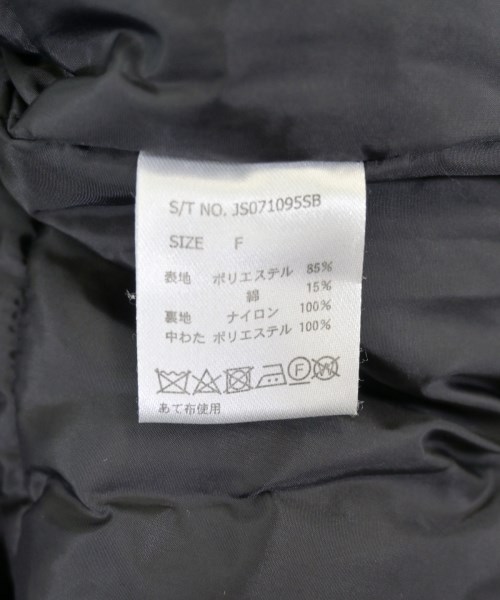 S/T NO. JS071095SB
SIZE F
表地 ポリエステル 85%
綿 15%
裏地 ナイロン 100%
中わた ポリエステル 100%
F W
あて布使用